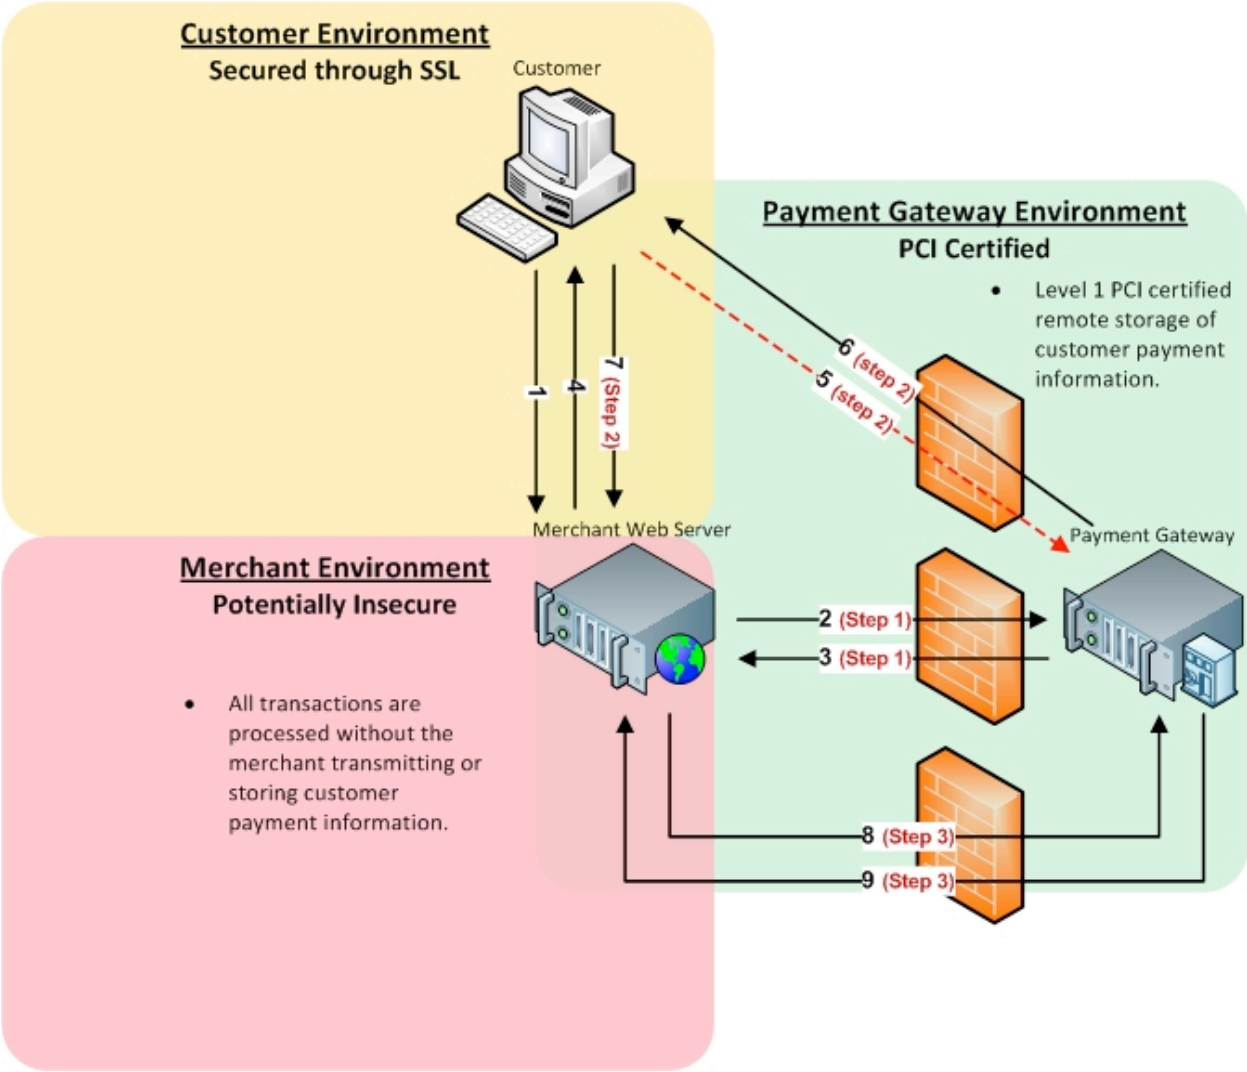 Customer Environment
Secured through SSL
Customer
Payment Gateway Environment
PCI Certified
• Level 1 PCI certified
remote storage of
customer payment
information.
6 (step 2)
5 (step 2)
1
4
7 (Step 2)
Merchant Web Server
Payment Gateway
Merchant Environment
Potentially Insecure
2 (Step 1)
3 (Step 1)
• All transactions are
processed without the
merchant transmitting or
storing customer
payment information.
8 (Step 3)
9 (Step 3)